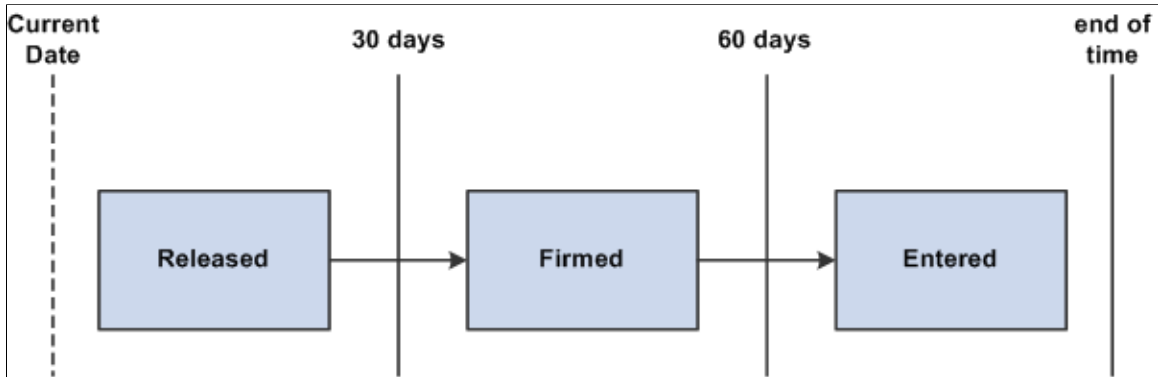 Current
Date
30 days
60 days
end of
time
Released
Firmed
Entered